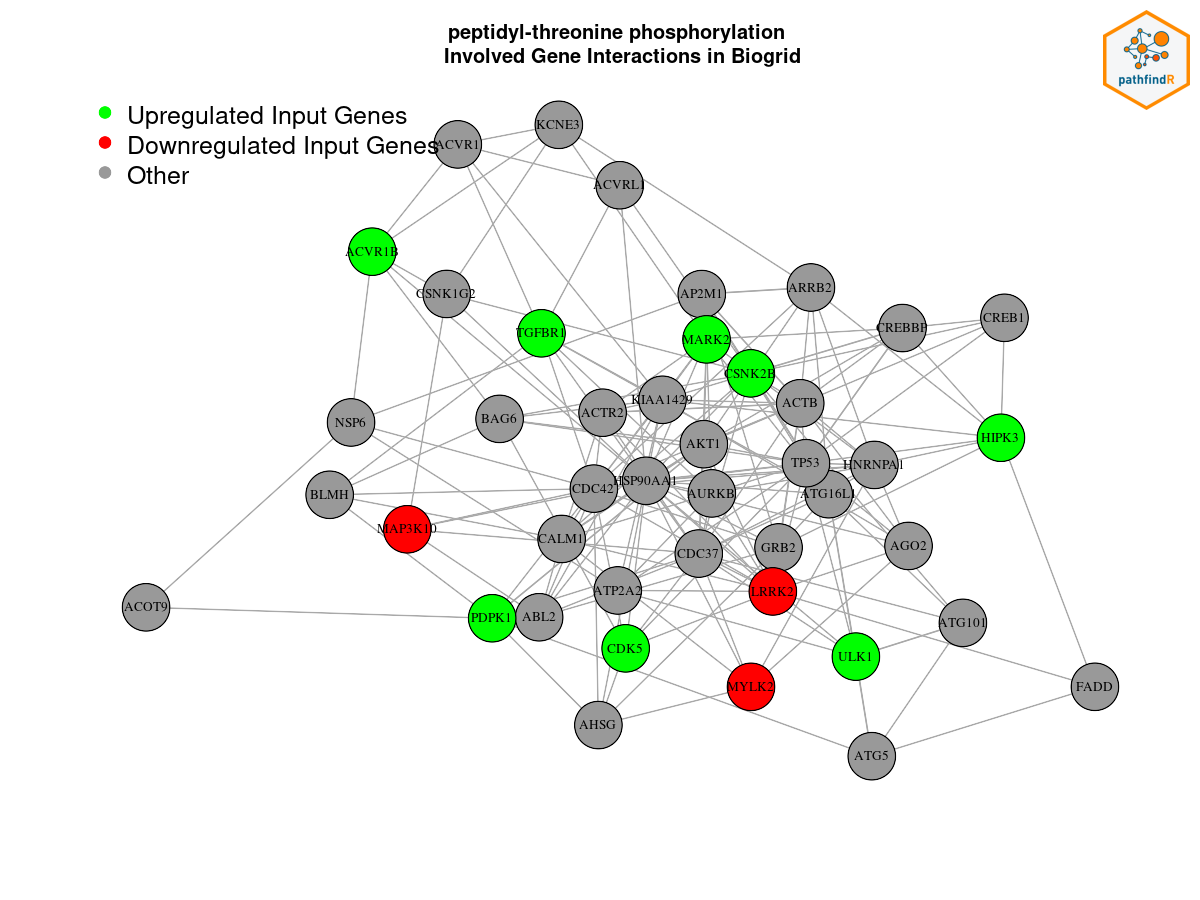 peptidyl-threonine phosphorylation
Involved Gene Interactions in Biogrid
pathfindR
Upregulated Input Genes
Downregulated Input Genes
Other
KCNE3
ACVR1
ACVRL1
ACVR1B
CSNK1G2
AP2M1
ARRB2
TGFBR1
MARK2
CREBBP
CREB1
CSNK2B
KIAA1429
ACTR2
ACTB
NSP6
BAG6
AKT1
HIPK3
TP53
HNRNPA1
BLMH
CDC42
HSP90AA1
AURKB
ATG16L1
MAP3K10
CALM1
CDC37
GRB2
AGO2
ACOT9
PDPK1
ABL2
ATP2A2
LRRK2
ATG101
CDK5
ULK1
MYLK2
FADD
AHSG
ATG5